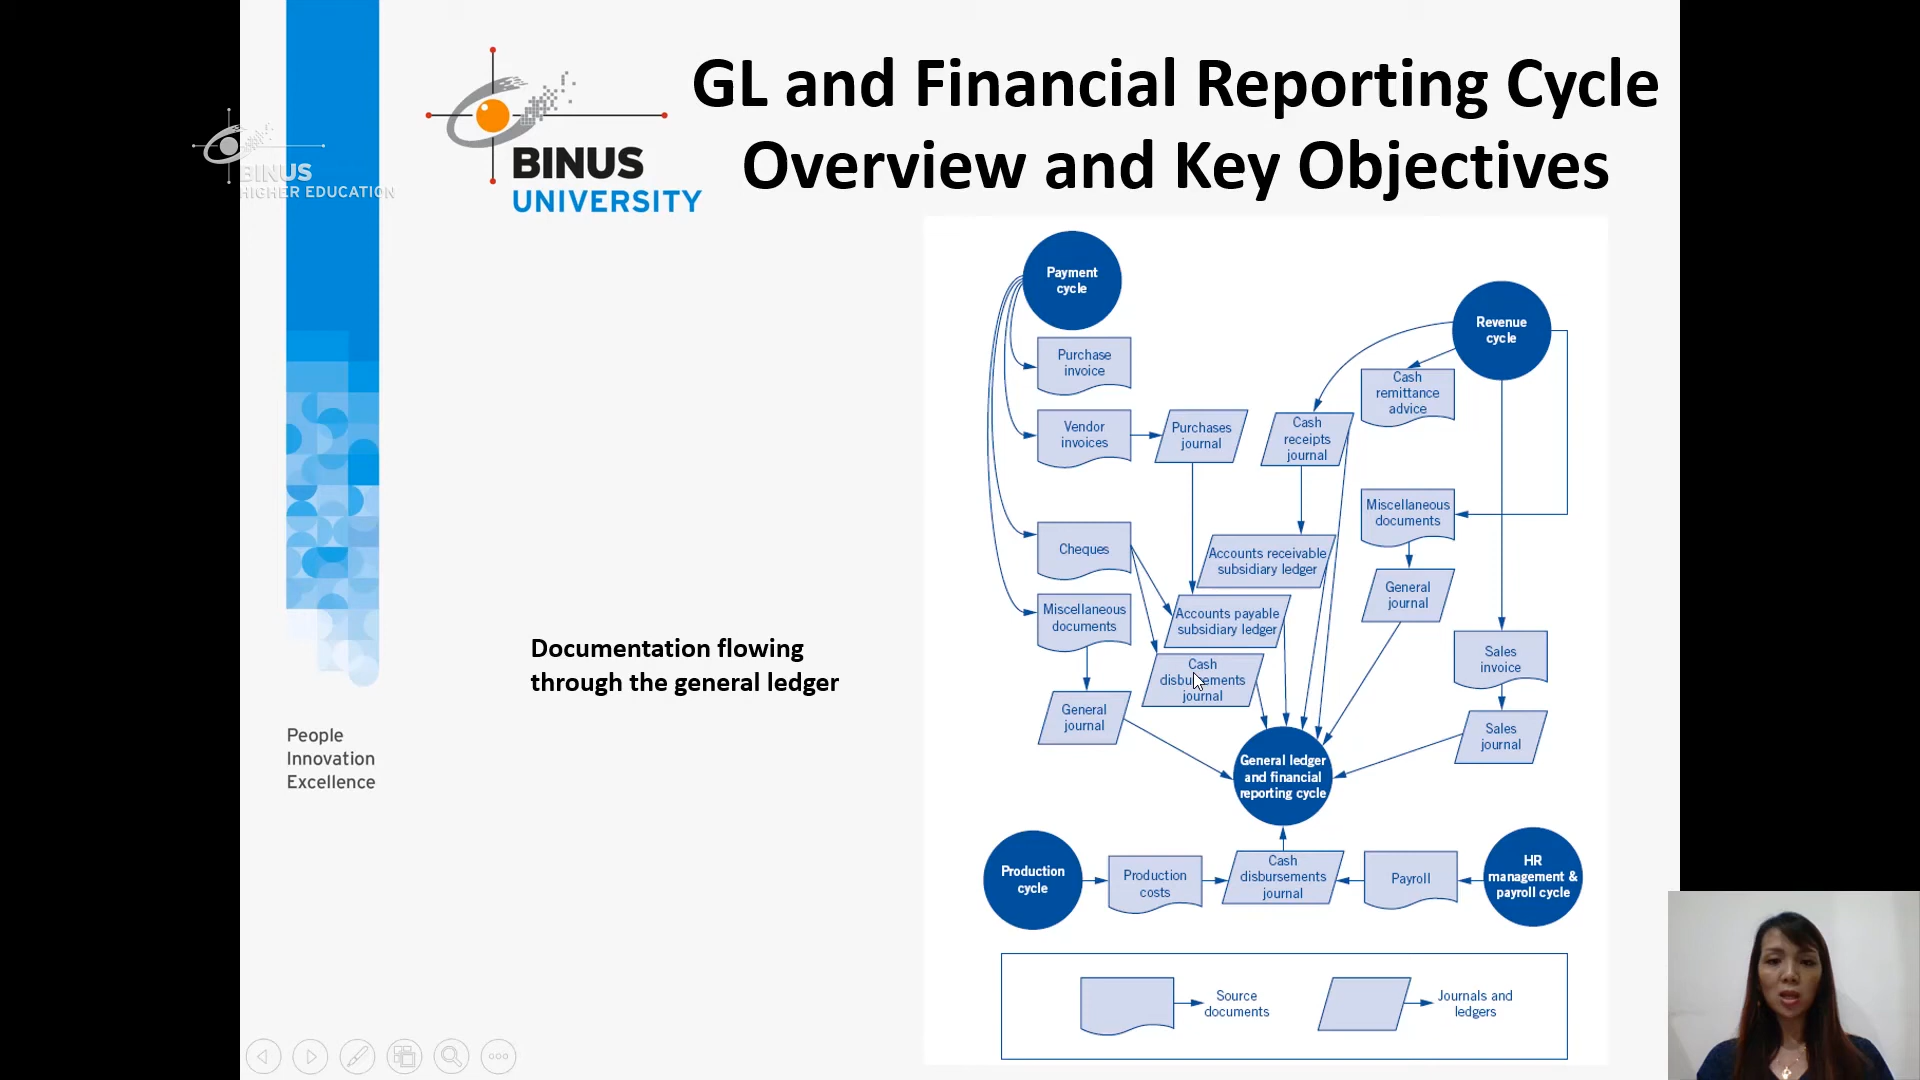 GL and Financial Reporting Cycle
Overview and Key Objectives
BINUS
HIGHER EDUCATION
BINUS
UNIVERSITY
People
Innovation
Excellence
Documentation flowing
through the general ledger
Payment
cycle
Revenue
cycle
Purchase
invoice
Cash
remittance
advice
Vendor
invoices
Purchases
journal
Cash
receipts
journal
Miscellaneous
documents
Cheques
Accounts receivable
subsidiary ledger
General
journal
Miscellaneous
documents
Accounts payable
subsidiary ledger
Sales
invoice
Cash
disbursements
journal
General
journal
Sales
journal
General ledger
and financial
reporting cycle
Production
cycle
Production
costs
Cash
disbursements
journal
Payroll
HR
management &
payroll cycle
Source
documents
Journals and
ledgers